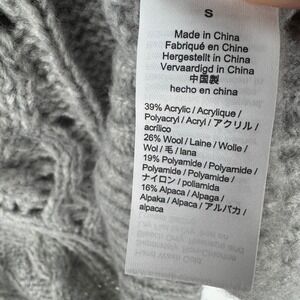 S
Made in China
Fabriqué en Chine
Hergestellt in China
Vervaardigd in China
中国製
hecho en China
39% Acrylic / Acrylique /
Polyacryl / Acryl / アクリル /
acrílico
26% Wool / Laine / Wolle /
Wol / 毛 / lana
19% Polyamide / Polyamide /
Polyamid / Polyamide /
ナイロン / poliamida
16% Alpaca / Alpaga /
Alpaka / Alpaca / アルパカ /
alpaca